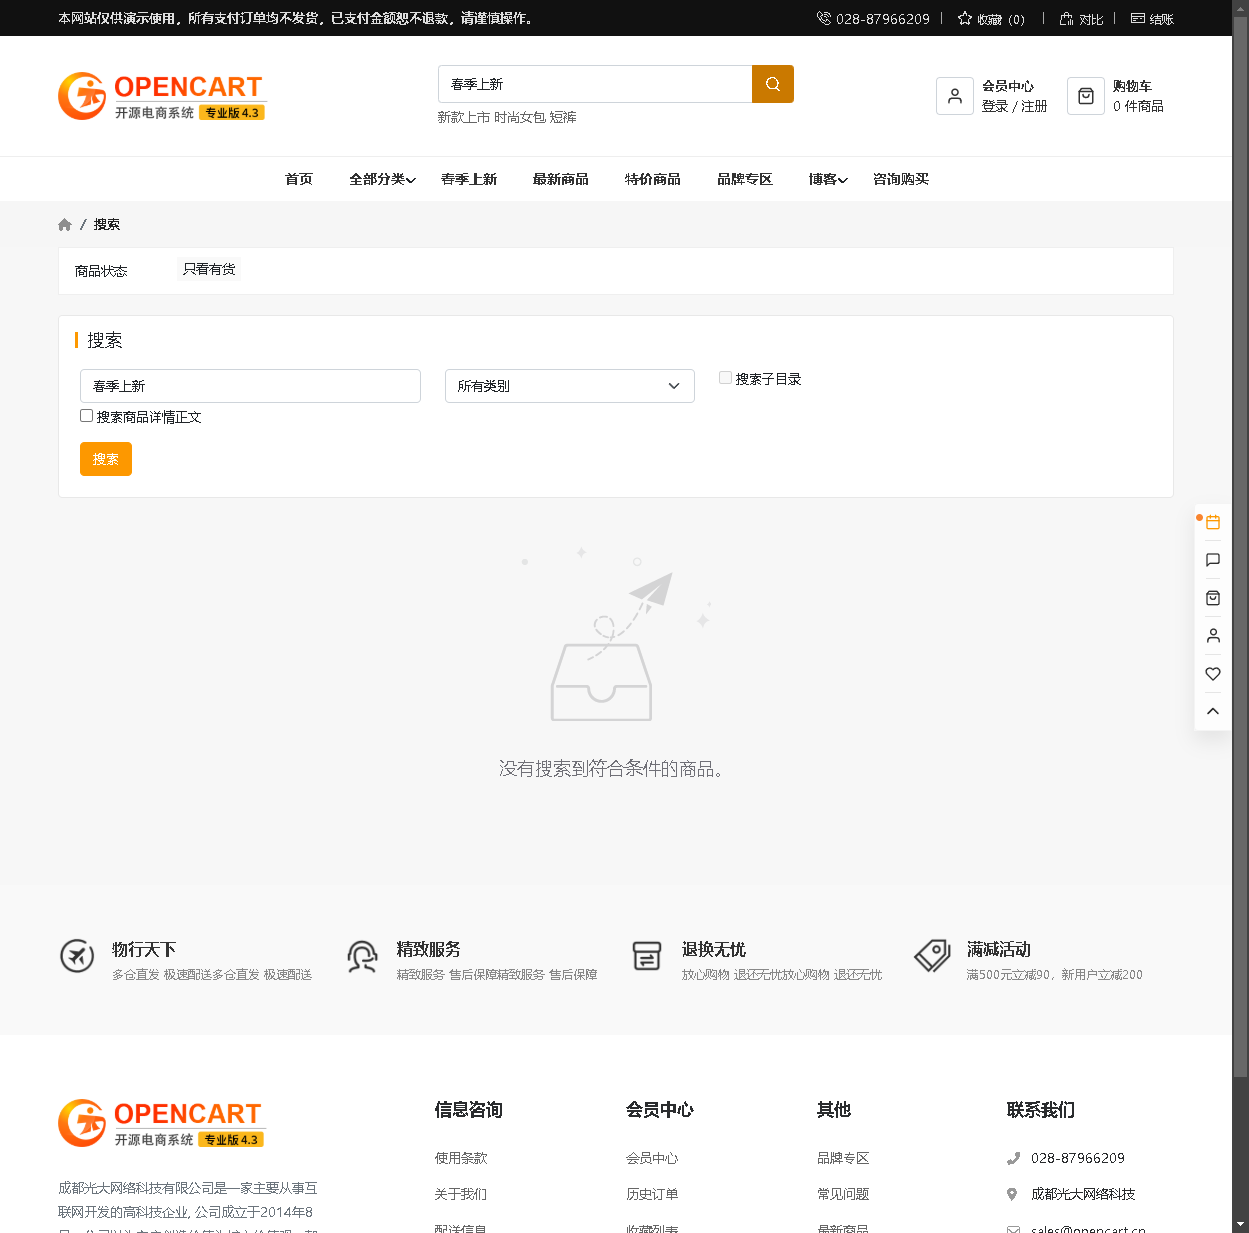 本网站仅供演示使用，所有支付订单均不发货，已支付金额恕不退款，请谨慎操作。
028-87966209
收藏（0）
对比
结账
OPENCART
开源电商系统 专业版 4.3
春季上新
新款上市 时尚女包 短裤
会员中心
登录 / 注册
购物车
0 件商品
首页 全部分类 春季上新 最新商品 特价商品 品牌专区 博客 咨询购买
/ 搜索
商品状态 只看有货
搜索
春季上新 所有类别 搜索子目录
搜索商品详情正文
搜索
没有搜索到符合条件的商品。
物行天下
多仓直发 极速配送多仓直发 极速配送
精致服务
精致服务 售后保障精致服务 售后保障
退换无忧
放心购物 退还无忧放心购物 退还无忧
满减活动
满500元立减90，新用户立减200
OPENCART
开源电商系统 专业版 4.3
成都光大网络科技有限公司是一家主要从事互
联网开发的高科技企业, 公司成立于2014年8
信息咨询
使用条款
关于我们
配送信息
会员中心
会员中心
历史订单
收藏列表
其他
品牌专区
常见问题
最新商品
联系我们
028-87966209
成都光大网络科技
sales@opencart.cn